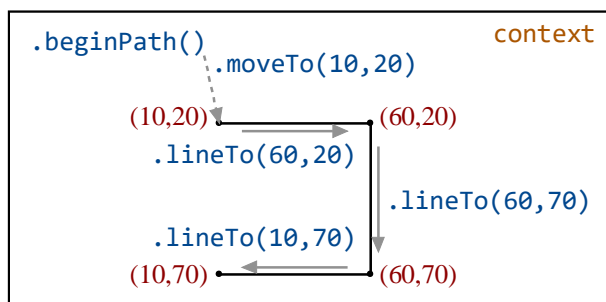 .beginPath()
context
.moveTo(10,20)
(10,20)
(60,20)
.lineTo(60,20)
.lineTo(60,70)
.lineTo(10,70)
(10,70)
(60,70)